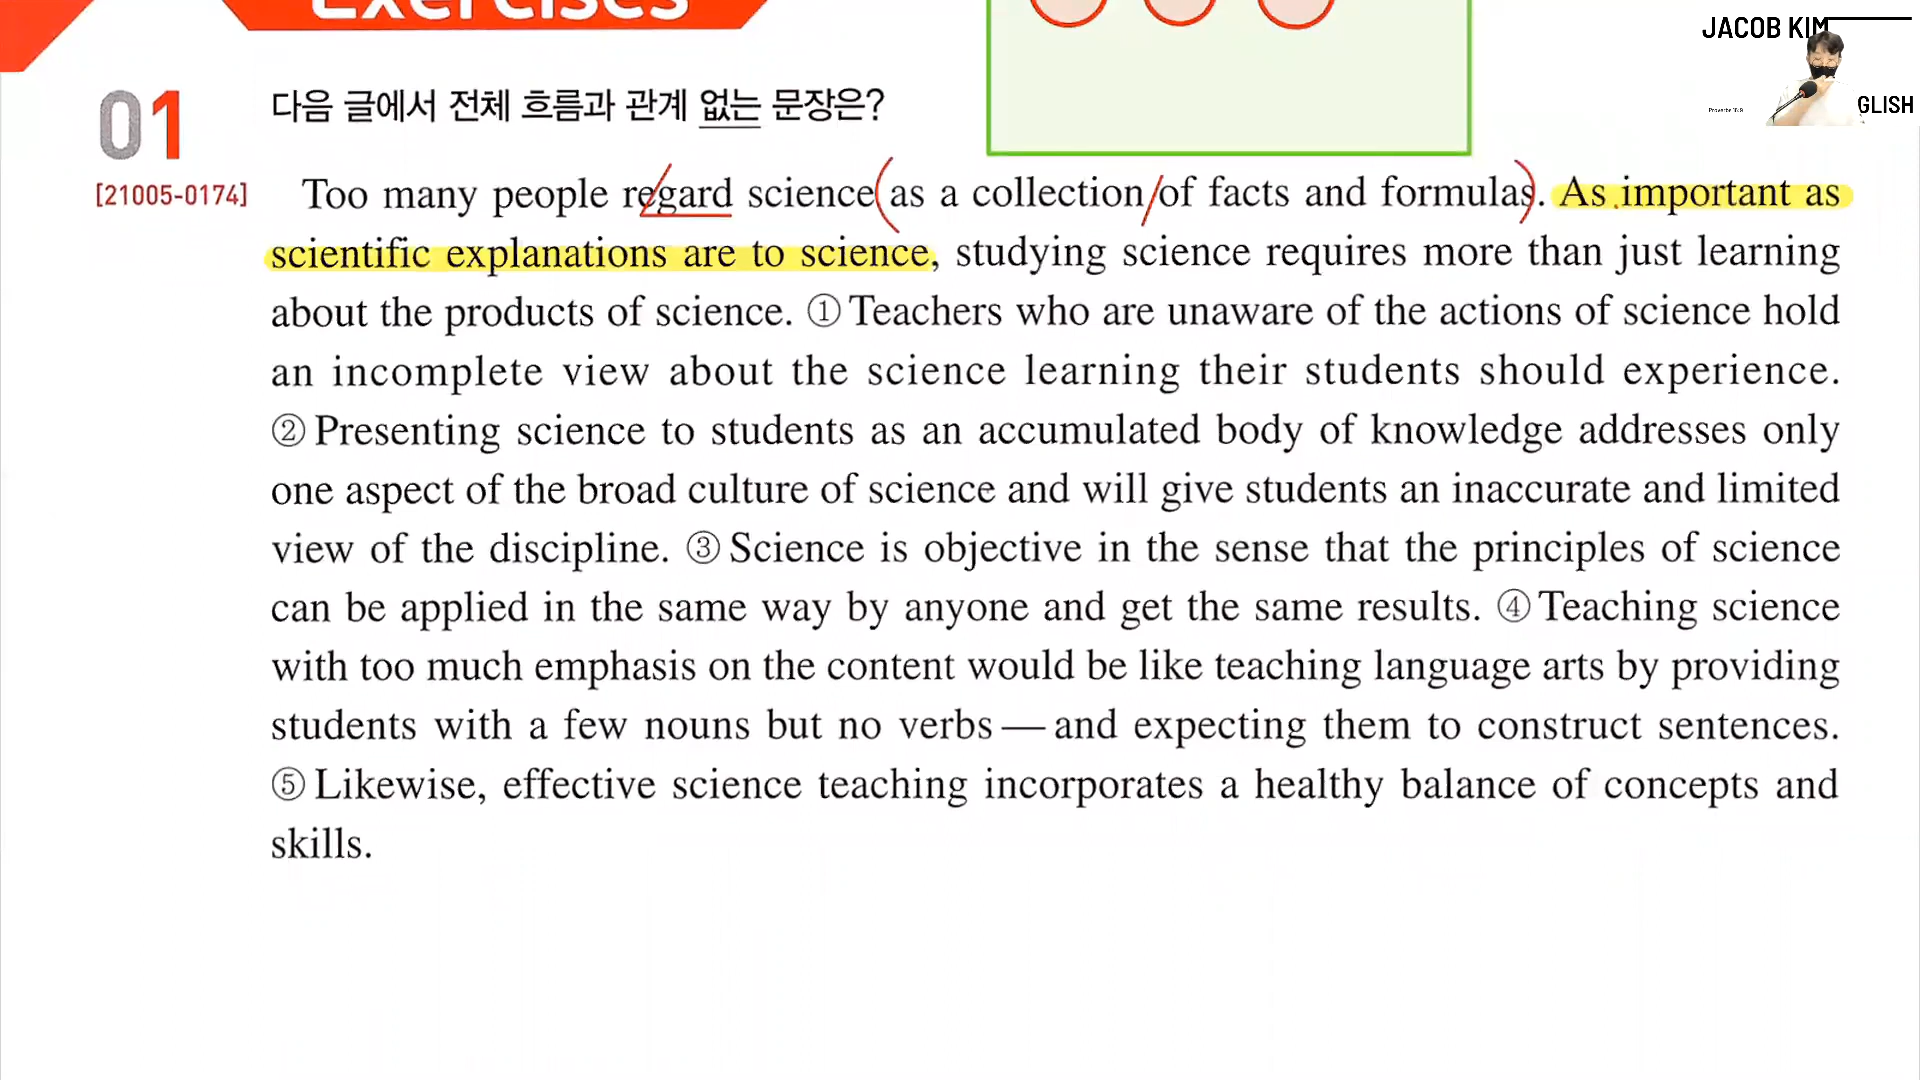 Exercises
JACOB KIM
Proverbs 16:9
GLISH
01
다음 글에서 전체 흐름과 관계 없는 문장은?
[21005-0174]
Too many people regard science as a collection of facts and formulas. As important as
scientific explanations are to science, studying science requires more than just learning
about the products of science. ① Teachers who are unaware of the actions of science hold
an incomplete view about the science learning their students should experience.
② Presenting science to students as an accumulated body of knowledge addresses only
one aspect of the broad culture of science and will give students an inaccurate and limited
view of the discipline. ③ Science is objective in the sense that the principles of science
can be applied in the same way by anyone and get the same results. ④ Teaching science
with too much emphasis on the content would be like teaching language arts by providing
students with a few nouns but no verbs — and expecting them to construct sentences.
⑤ Likewise, effective science teaching incorporates a healthy balance of concepts and
skills.